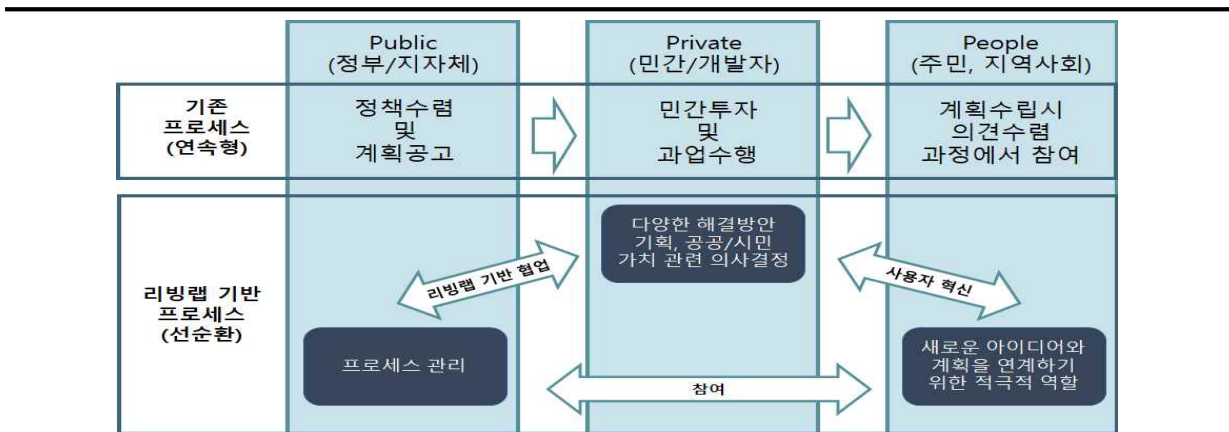 Public
(정부/지자체)
Private
(민간/개발자)
People
(주민, 지역사회)
기존
프로세스
(연속형)
정책수렴
및
계획공고
민간투자
및
과업수행
계획수립시
의견수렴
과정에서 참여
리빙랩 기반
프로세스
(선순환)
다양한 해결방안
기획, 공공/시민
가치 관련 의사결정
리빙랩 기반 협업
사용자 혁신
프로세스 관리
새로운 아이디어와
계획을 연계하기
위한 적극적 역할
참여